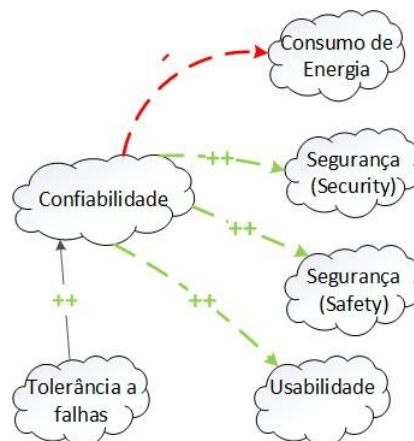 Consumo de
Energia
-
++
Segurança
(Security)
Confiabilidade
++
Segurança
(Safety)
++
++
Tolerância a
falhas
Usabilidade